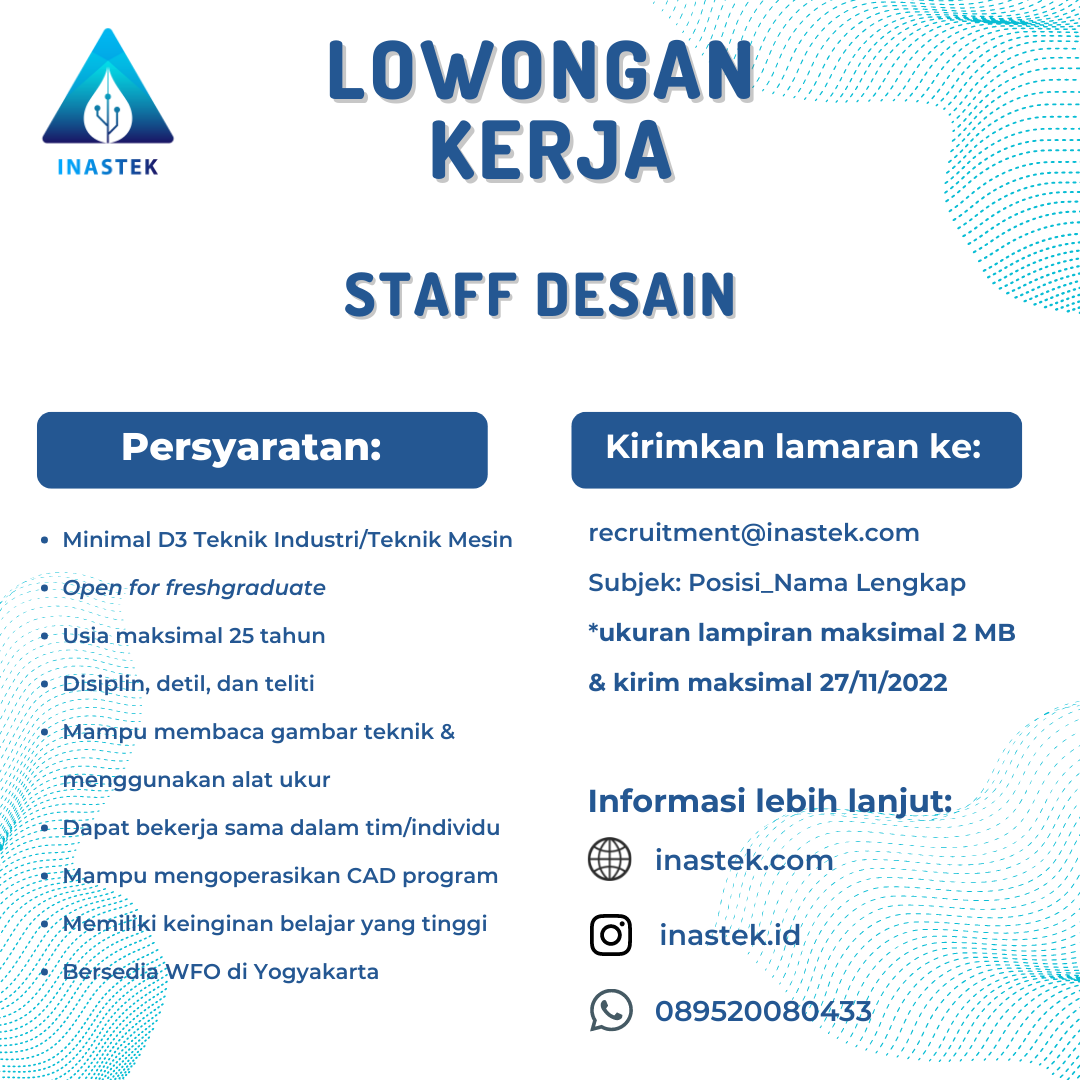 INASTEK
LOWONGAN
KERJA
STAFF DESAIN
Persyaratan:
• Minimal D3 Teknik Industri/Teknik Mesin
• Open for freshgraduate
• Usia maksimal 25 tahun
• Disiplin, detil, dan teliti
• Mampu membaca gambar teknik &
menggunakan alat ukur
• Dapat bekerja sama dalam tim/individu
• Mampu mengoperasikan CAD program
• Memiliki keinginan belajar yang tinggi
• Bersedia WFO di Yogyakarta
Kirimkan lamaran ke:
recruitment@inastek.com
Subjek: Posisi_Nama Lengkap
*ukuran lampiran maksimal 2 MB
& kirim maksimal 27/11/2022
Informasi lebih lanjut:
inastek.com
inastek.id
089520080433